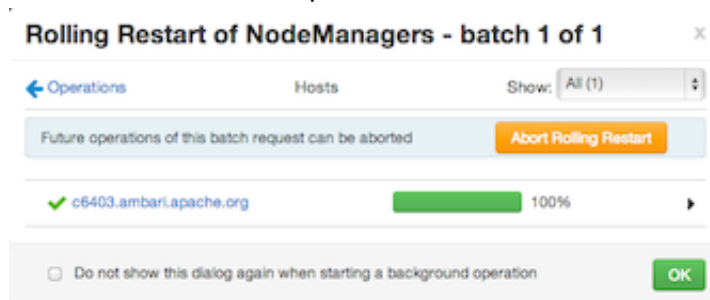 Rolling Restart of NodeManagers - batch 1 of 1 x
Operations Hosts Show: All (1)
Future operations of this batch request can be aborted Abort Rolling Restart
c6403.ambari.apache.org 100%
Do not show this dialog again when starting a background operation OK